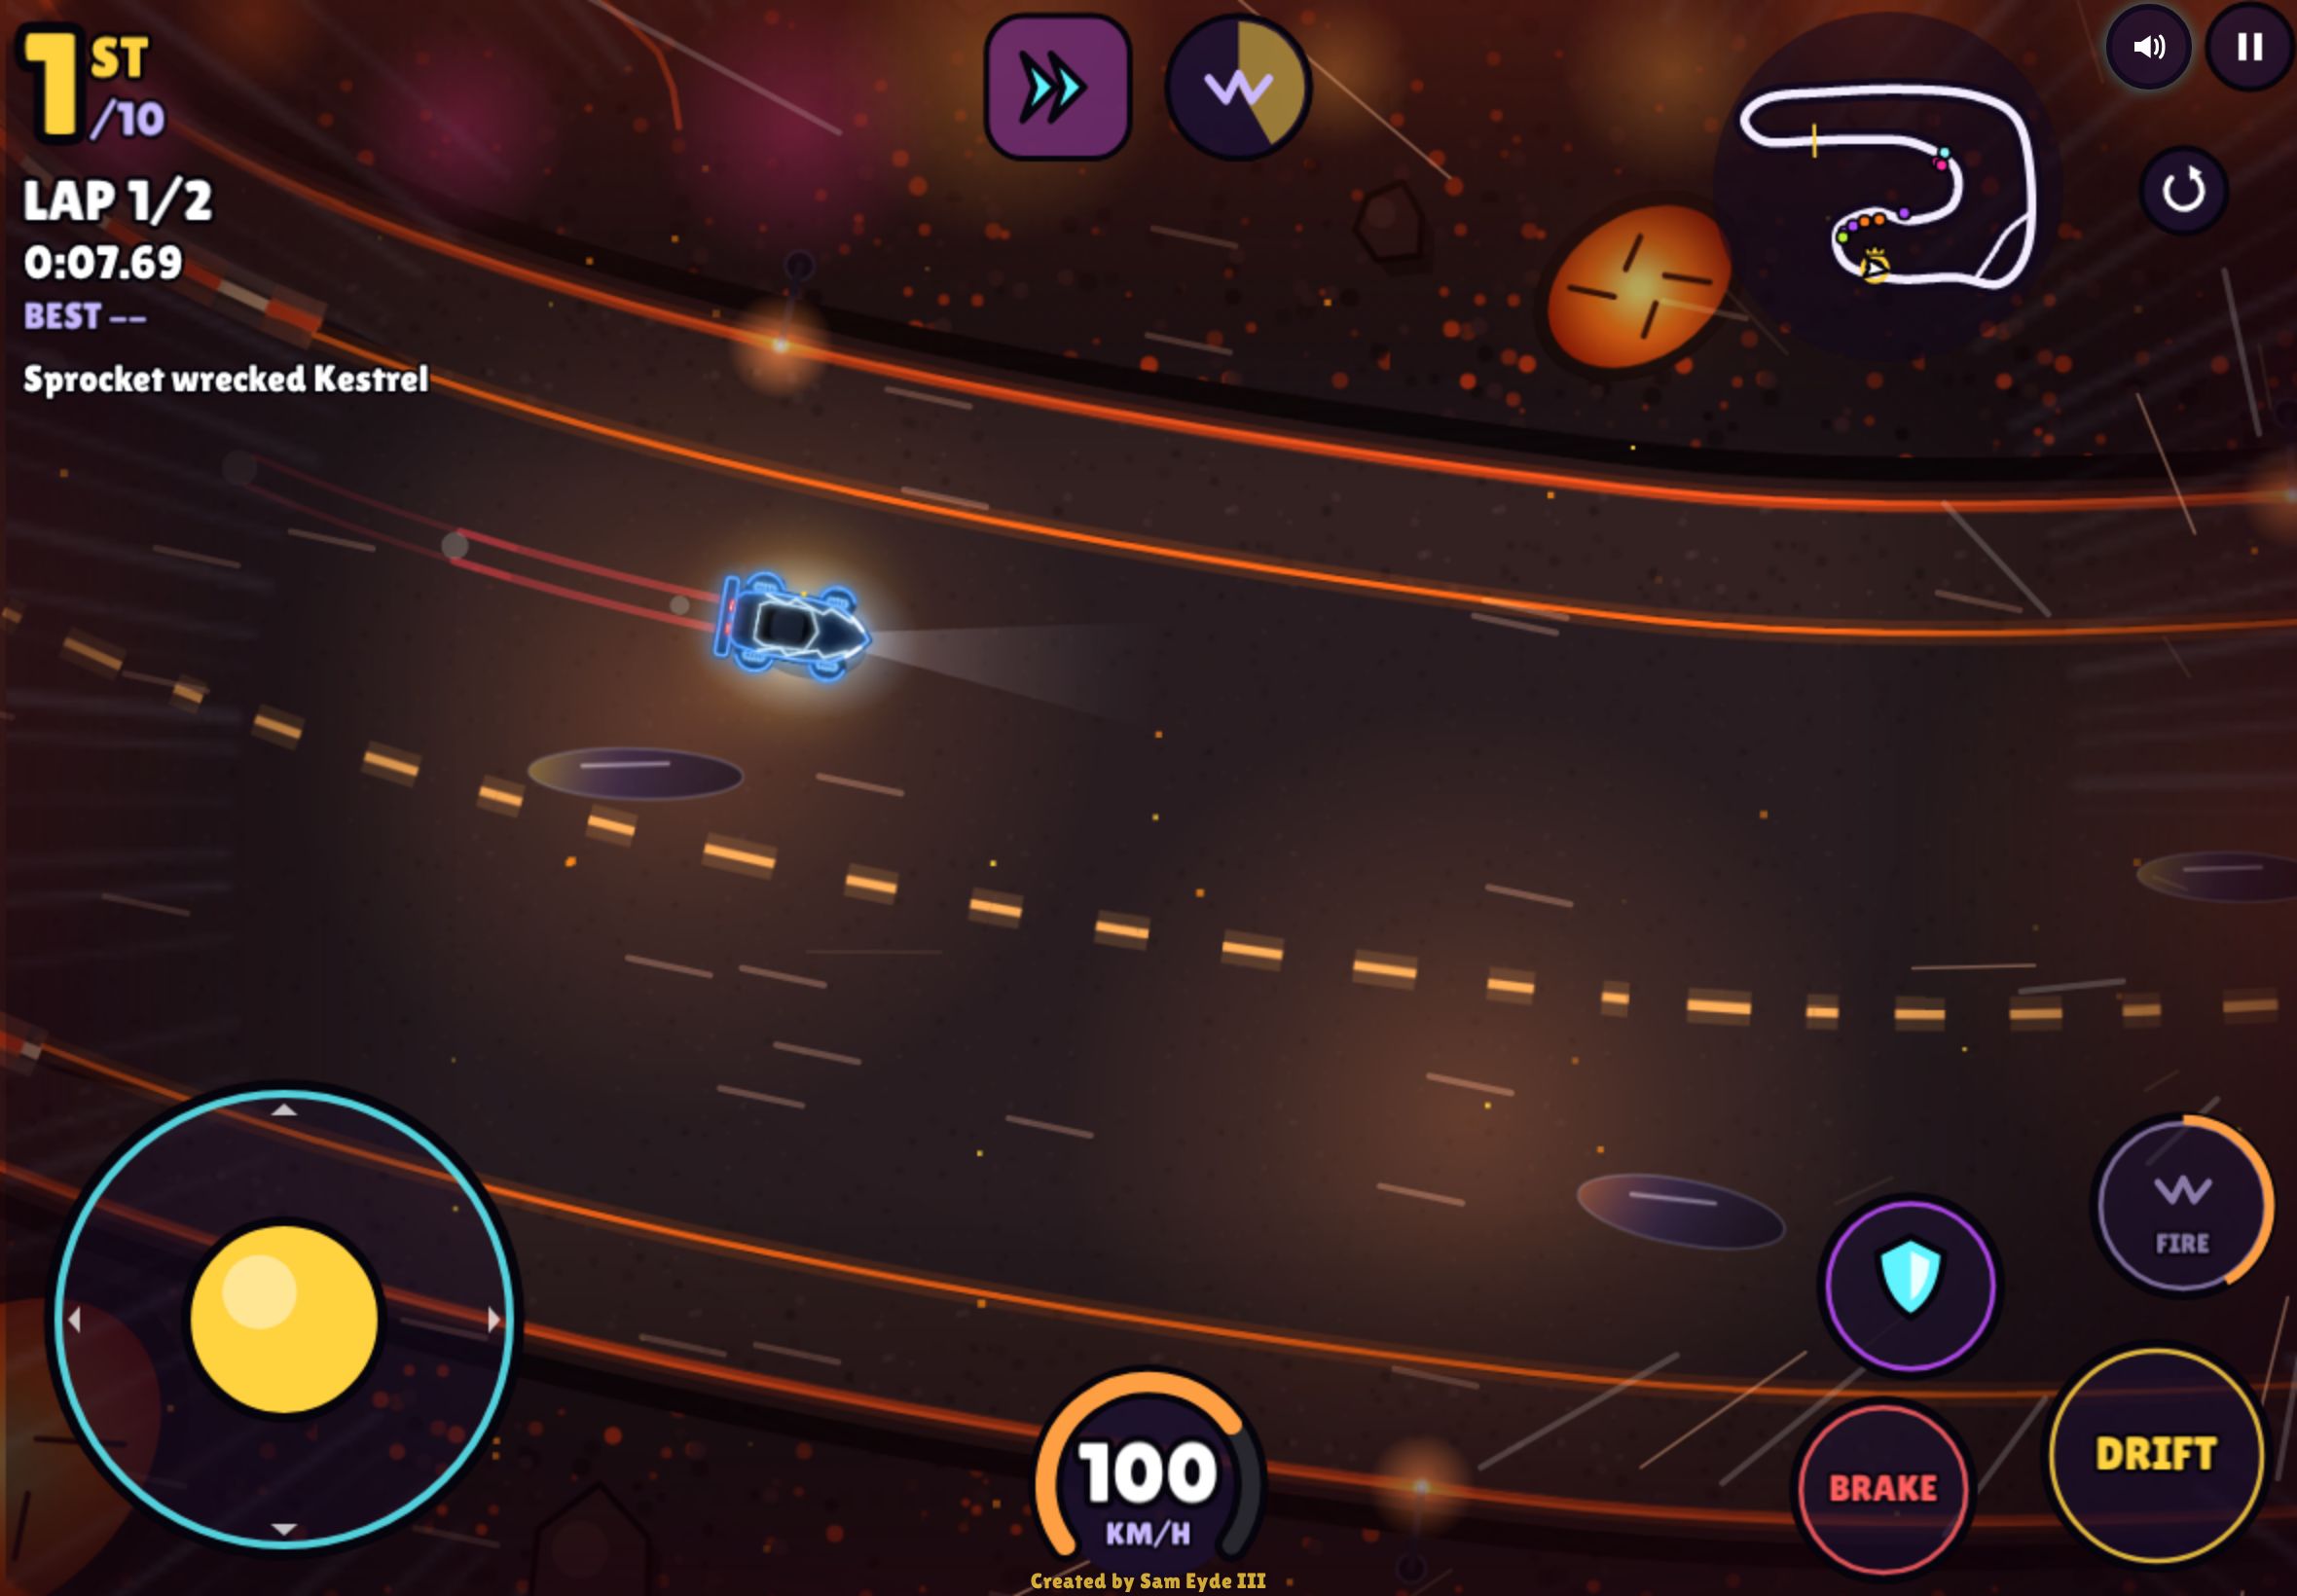 1ST
/10
LAP 1/2
0:07.69
BEST --
Sprocket wrecked Kestrel
FIRE
DRIFT
BRAKE
100
KM/H
Created by Sam Eyde III